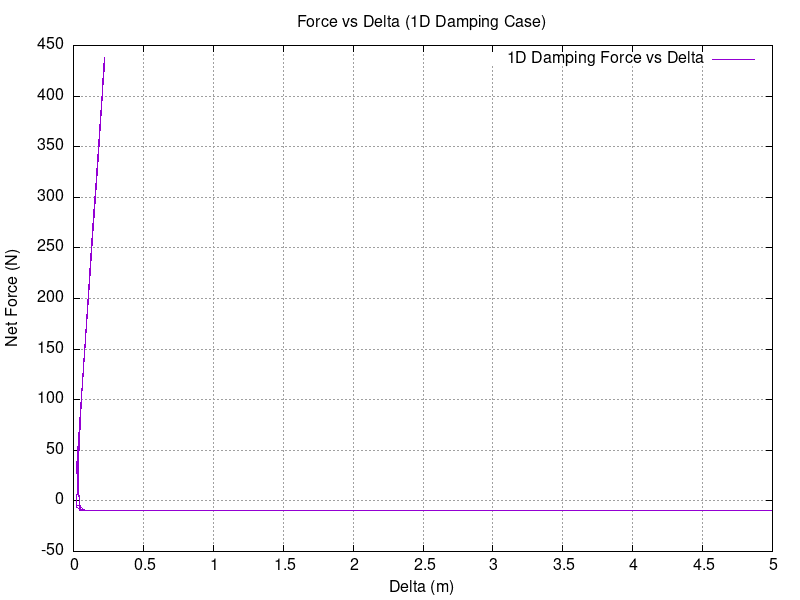 Force vs Delta (1D Damping Case)
1D Damping Force vs Delta
450
400
350
300
250
200
150
100
50
0
-50
Net Force (N)
0 0.5 1 1.5 2 2.5 3 3.5 4 4.5 5
Delta (m)